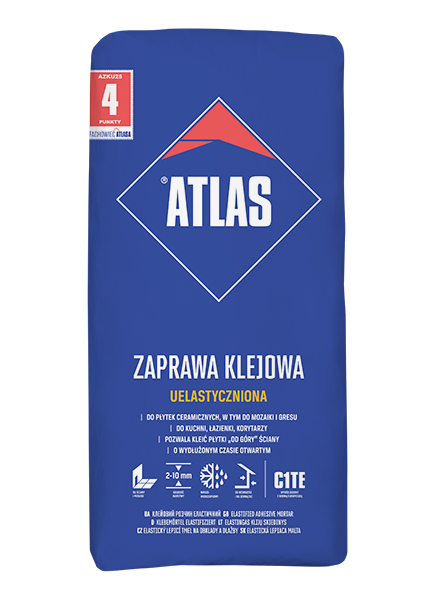 AZKU25
4
PUNKTY
FACHOWIEC ATLASA
® ATLAS
ZAPRAWA KLEJOWA
UELASTYCZNIONA
DO PŁYTEK CERAMICZNYCH, W TYM DO MOZAIKI I GRESU
DO KUCHNI, ŁAZIENKI, KORYTARZY
POZWALA KLEIĆ PŁYTKI „OD GÓRY” ŚCIANY
O WYDŁUŻONYM CZASIE OTWARTYM
2-10 mm
C1TE
UA КЛЕЙОВИЙ РОЗЧИН ЕЛАСТИЧНИЙ GB ELASTIFIED ADHESIVE MORTAR
D KLEBEMÖRTEL ELASTIFIZIERT LT ELASTINGAS KLIJŲ SKIEDINYS
CZ ELASTICKÝ LEPICÍ TMEL NA OBKLADY A DLAŽBY SK ELASTICKÁ LEPIACA MALTA